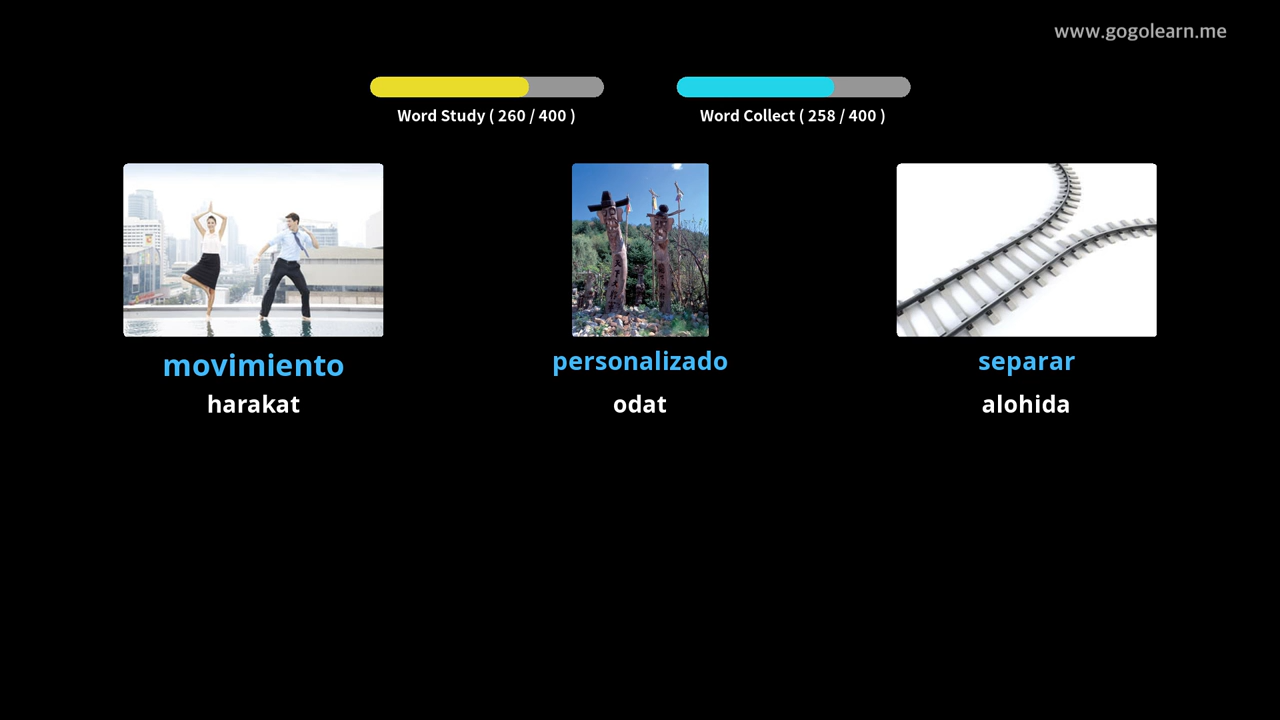 www.gogolearn.me
Word Study ( 260 / 400 )
Word Collect ( 258 / 400 )
movimiento
harakat
personalizado
odat
separar
alohida